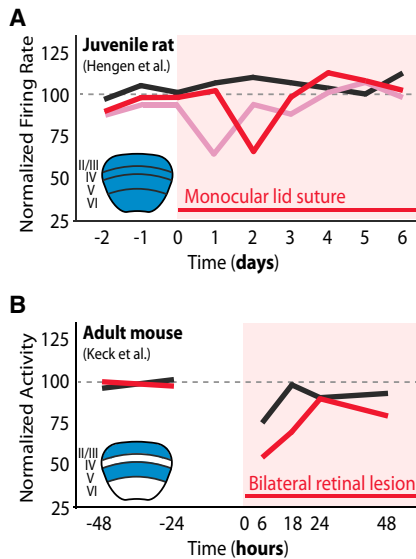 A
Normalized Firing Rate
125
100
75
50
25
Juvenile rat
(Hengen et al.)
II/III
IV
V
VI
Monocular lid suture
-2 -1 0 1 2 3 4 5 6
Time (days)
B
Normalized Activity
125
100
75
50
25
Adult mouse
(Keck et al.)
II/III
IV
V
VI
Bilateral retinal lesion
-48 -24 0 6 18 24 48
Time (hours)